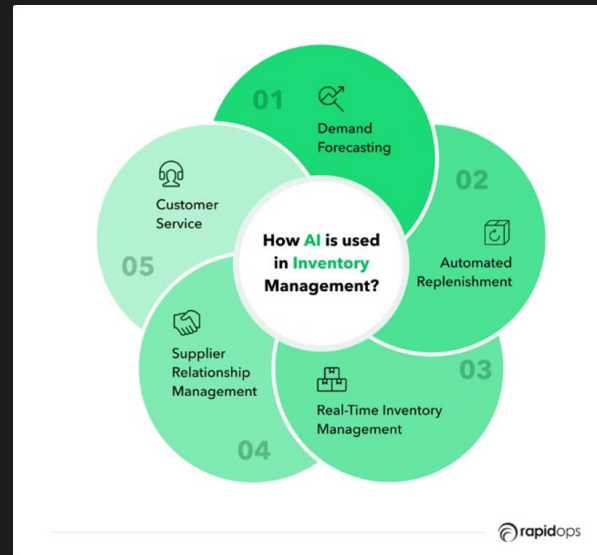 How AI is used
in Inventory
Management?
01
Demand
Forecasting
02
Automated
Replenishment
03
Real-Time Inventory
Management
04
Supplier
Relationship
Management
05
Customer
Service
rapidops